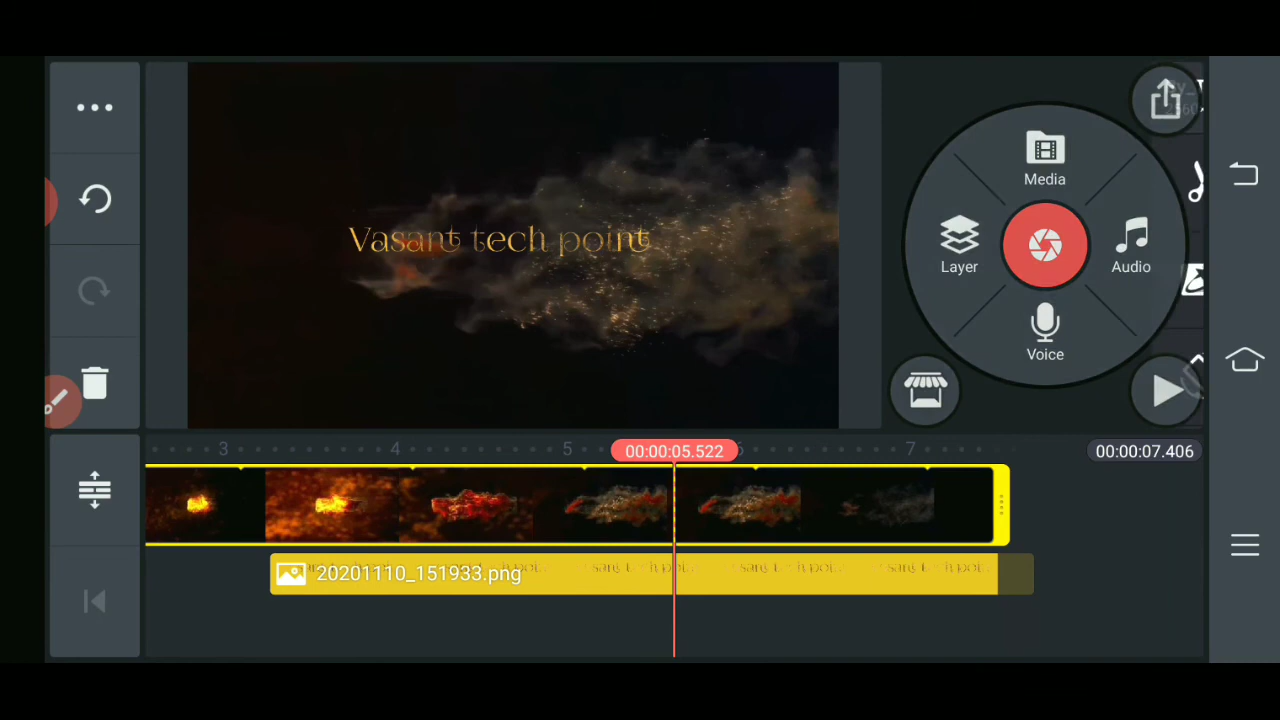 Media
Layer
Audio
Voice
Vasant tech point
3
4
5
00:00:05.522
7
00:00:07.406
20201110_151933.png